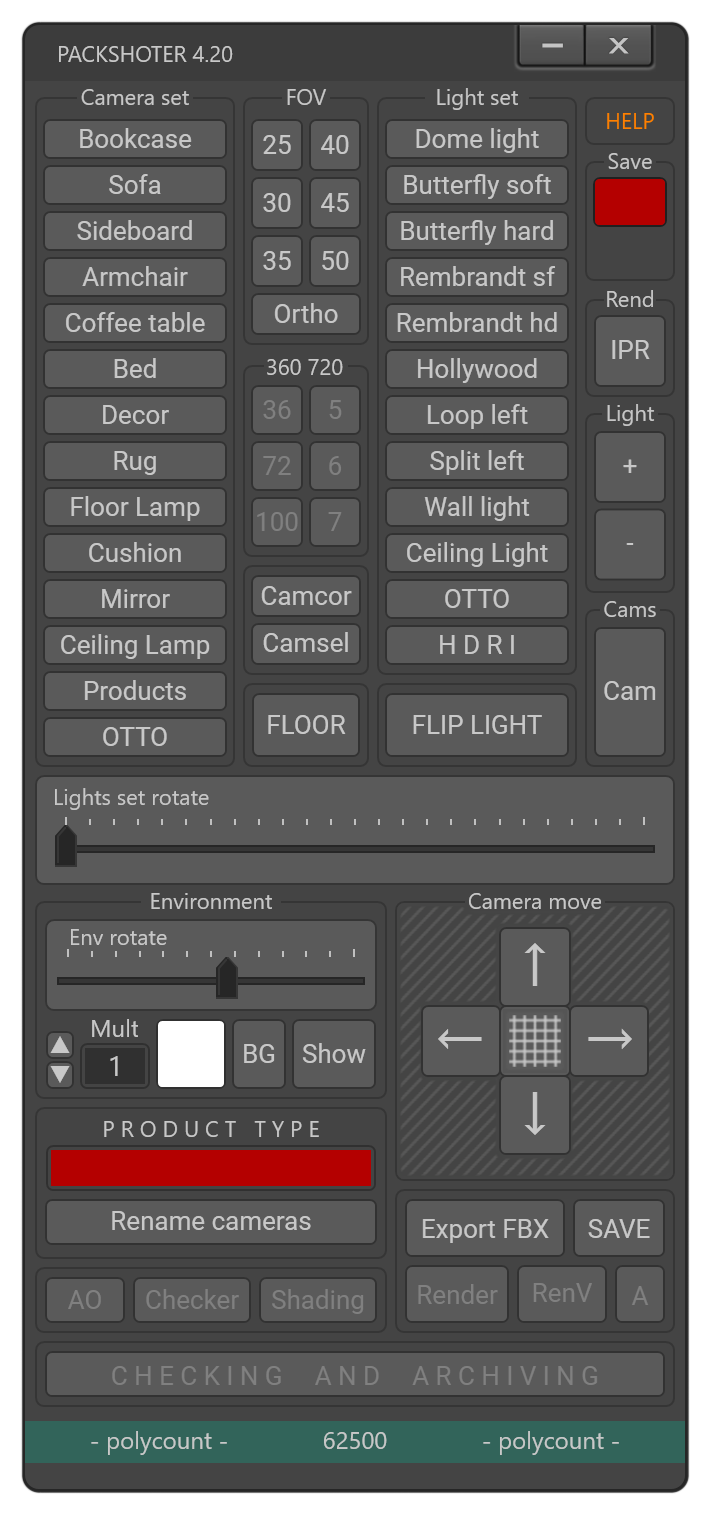 PACKSHOTER 4.20
Camera set
Bookcase
Sofa
Sideboard
Armchair
Coffee table
Bed
Decor
Rug
Floor Lamp
Cushion
Mirror
Ceiling Lamp
Products
OTTO
FOV
25 40
30 45
35 50
Ortho
360 720
36 5
72 6
100 7
Camcor
Camsel
FLOOR
Light set
Dome light
Butterfly soft
Butterfly hard
Rembrandt sf
Rembrandt hd
Hollywood
Loop left
Split left
Wall light
Ceiling Light
OTTO
H D R I
FLIP LIGHT
HELP
Save
Rend
IPR
Light
+
-
Cams
Cam
Lights set rotate
Environment
Env rotate
Mult
1
BG
Show
Camera move
PRODUCT TYPE
Rename cameras
AO Checker Shading
Export FBX SAVE
Render RenV A
CHECKING AND ARCHIVING
- polycount - 62500 - polycount -